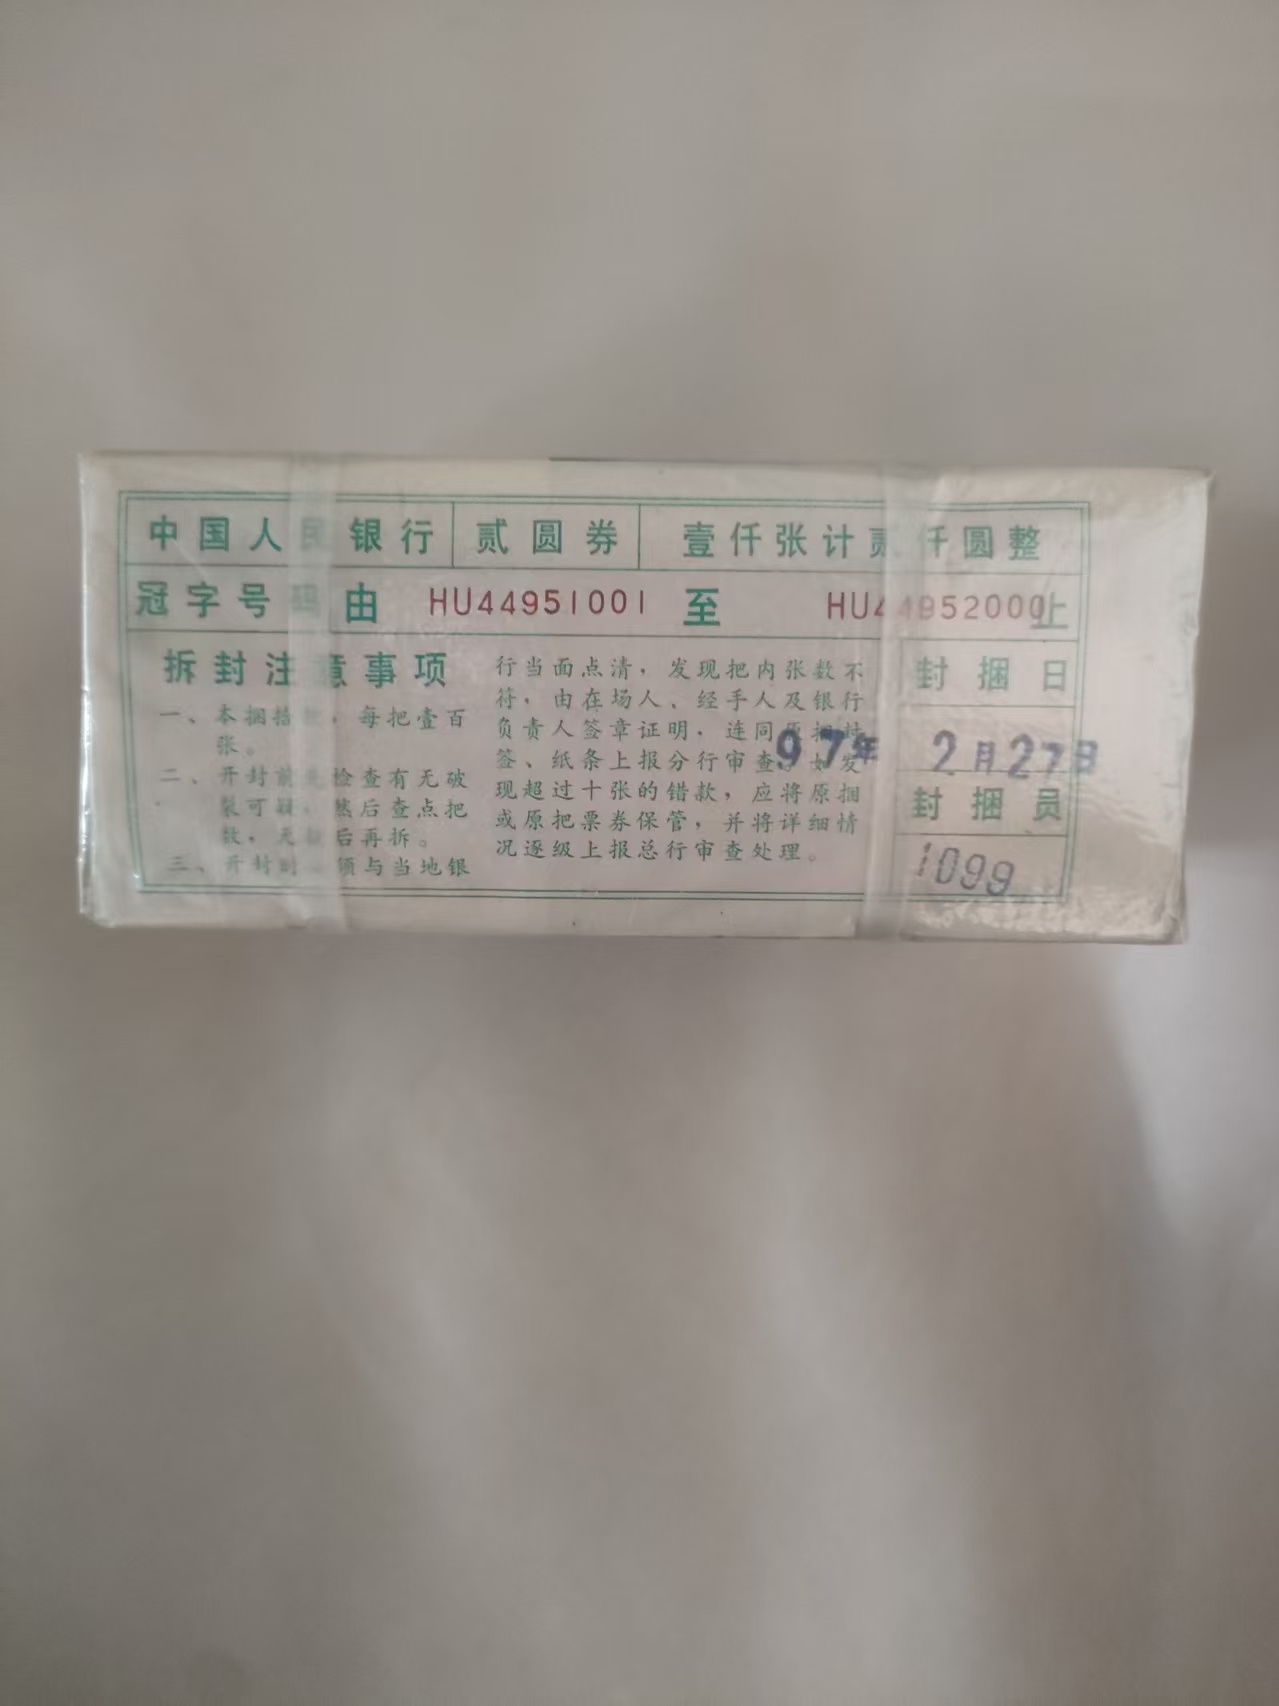 中国人民银行 贰圆券 壹仟张计贰仟圆整
冠字号码由 HU44951001 至 HU44952000止
拆封注意事项
一、本捆拾把,每把壹百
张。
二、开封前先检查有无破
裂可疑,然后查点把
数,无误后再拆。
三、开封时 须与当地银
行当面点清,发现把内张数不
符,由在场人、经手人及银行
负责人签章证明,连同原捆封
签、纸条上报分行审查。如发
现超过十张的错款,应将原捆
或原把票券保管,并将详细情
况逐级上报总行审查处理。
封捆日
97年 2月27日
封捆员
1099